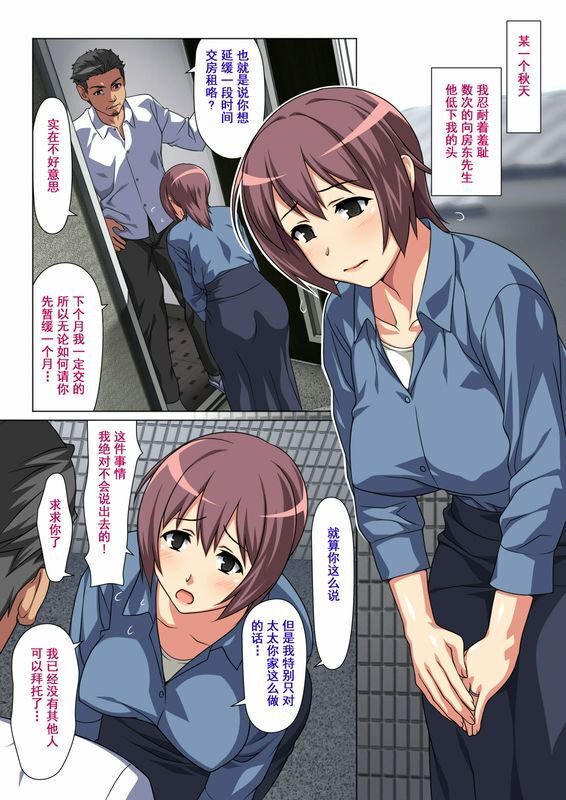 某一个秋天
我忍耐着羞耻
数次的向房东先生
他低下我的头
也就是说你想
延缓一段时间
交房租咯？
实在不好意思
下个月我一定交的
所以无论如何请你
先暂缓一个月…
就算你这么说
但是我特别只对
太太你家这么做
的话…
这件事情
我绝对不会说出去的！
求求你了
我已经没有其他人
可以拜托了…